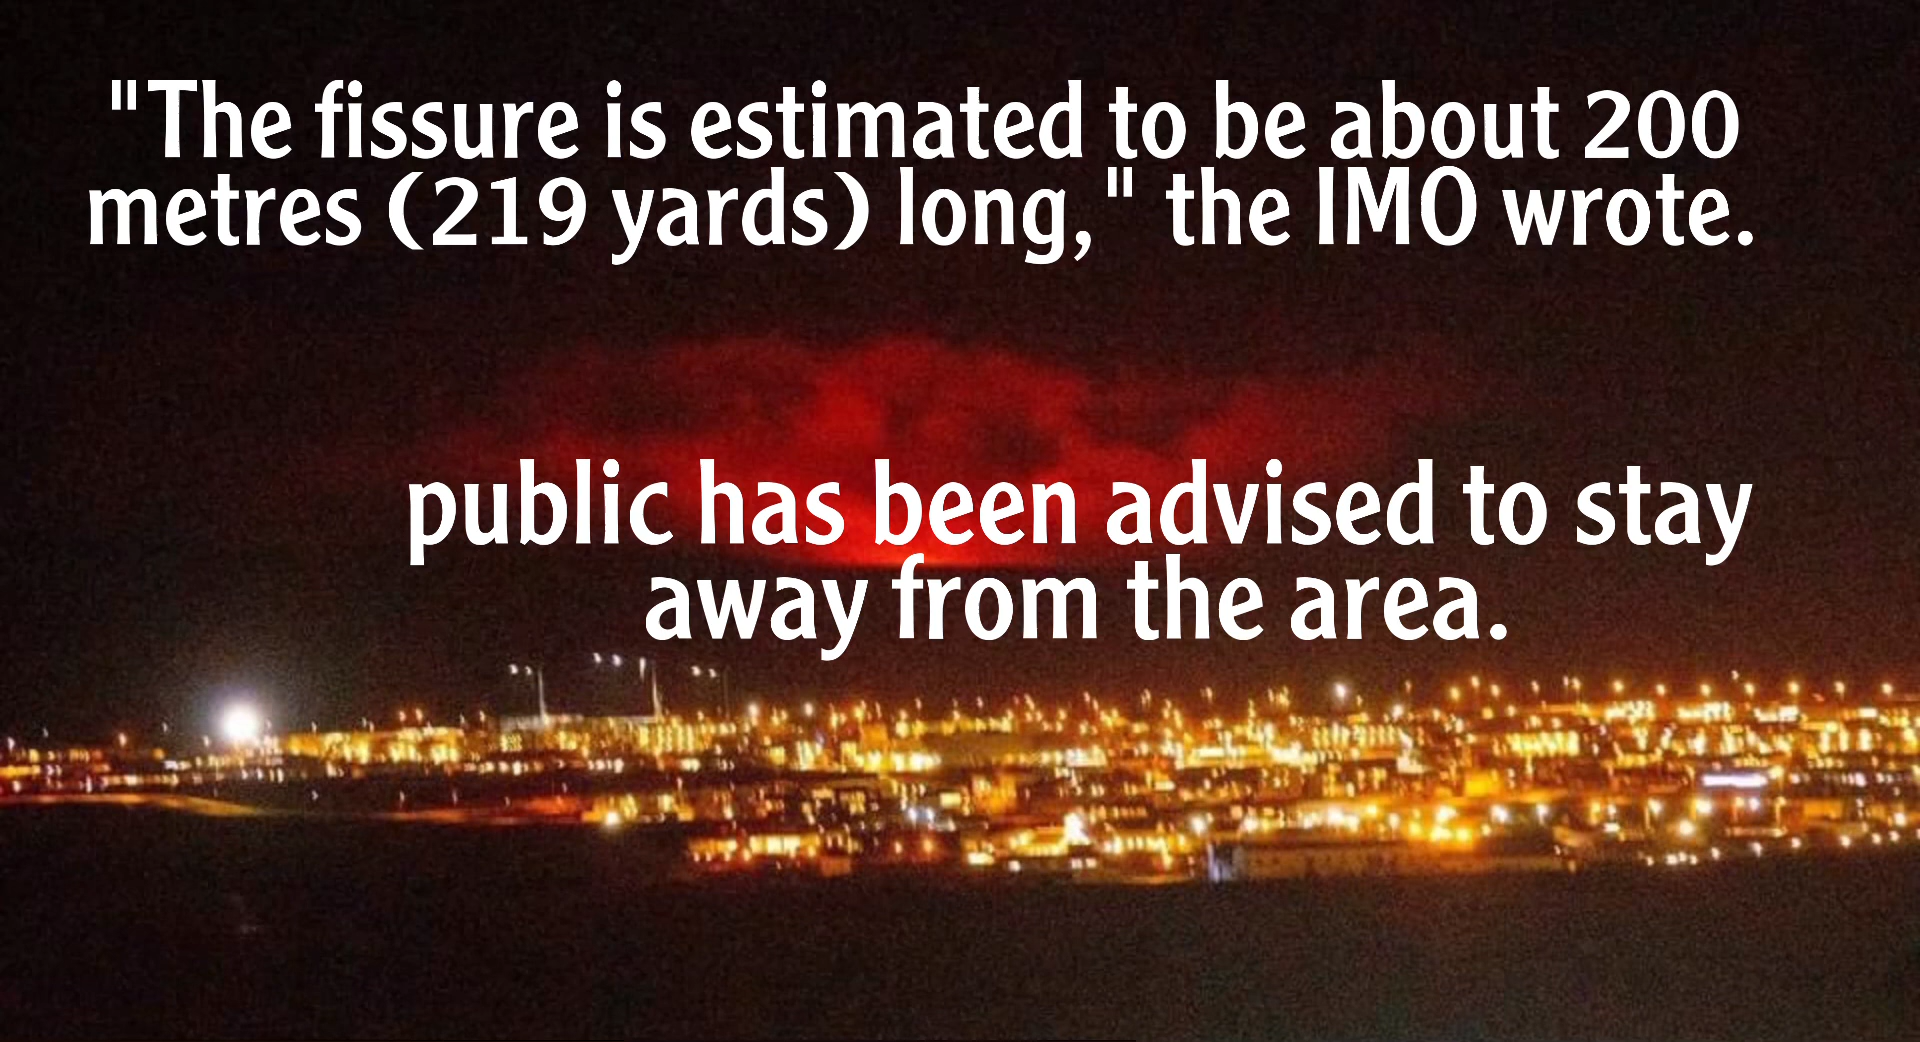 "The fissure is estimated to be about 200
metres (219 yards) long," the IMO wrote.
public has been advised to stay
away from the area.